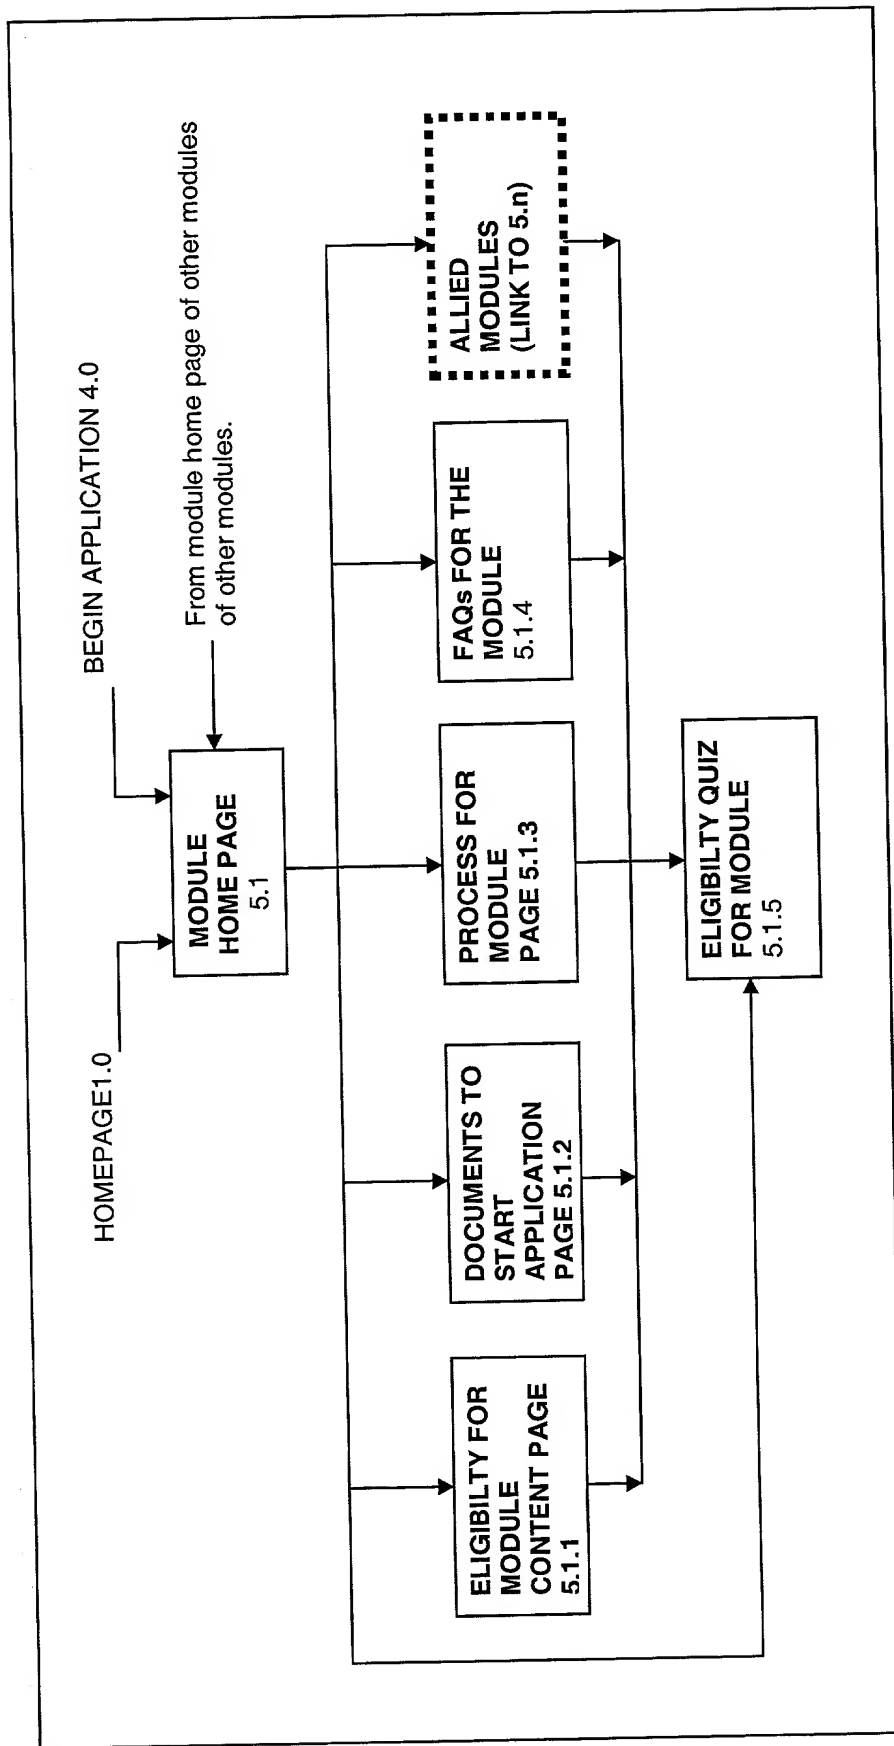 HOMEPAGE1.0
BEGIN APPLICATION 4.0
From module home page of other modules
of other modules.
MODULE
HOME PAGE
5.1
ELIGIBILTY FOR
MODULE
CONTENT PAGE
5.1.1
DOCUMENTS TO
START
APPLICATION
PAGE 5.1.2
PROCESS FOR
MODULE
PAGE 5.1.3
FAQs FOR THE
MODULE
5.1.4
ALLIED
MODULES
(LINK TO 5.n)
ELIGIBILTY QUIZ
FOR MODULE
5.1.5